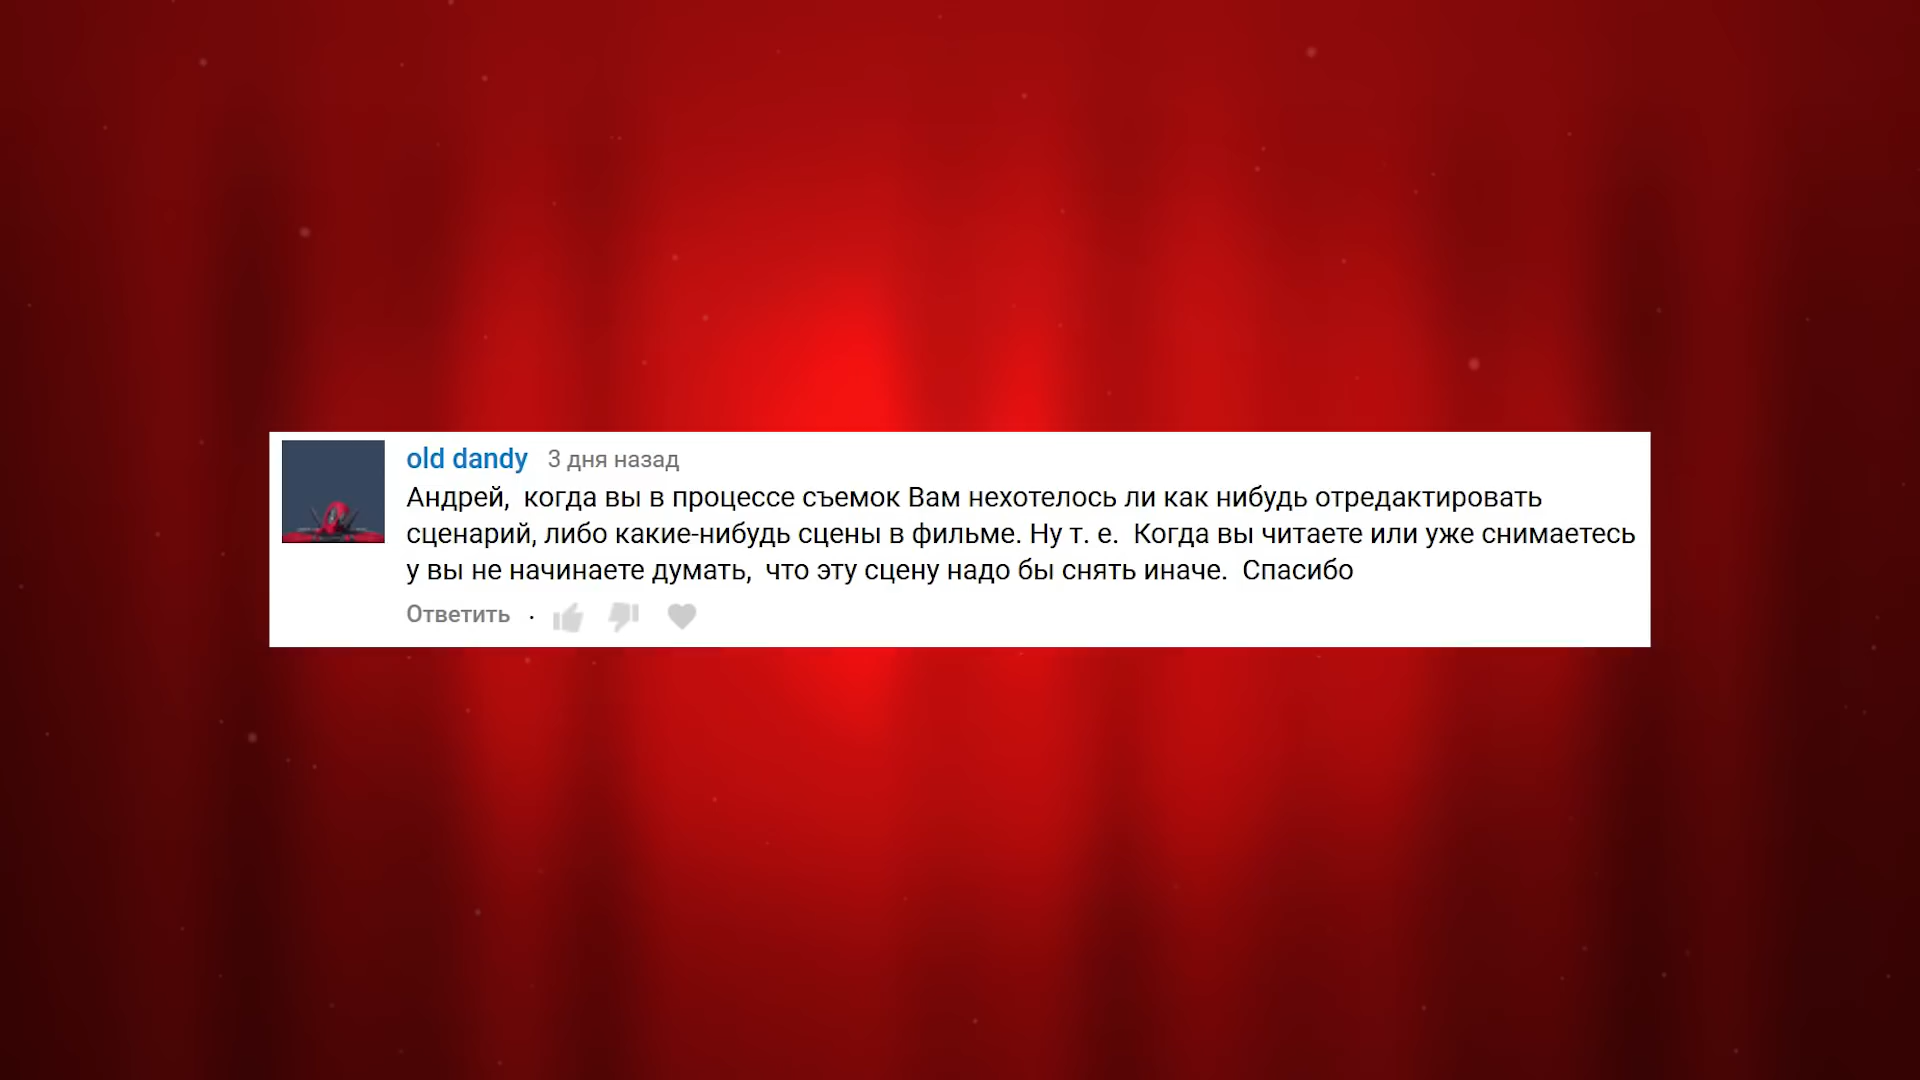 old dandy 3 дня назад
Андрей, когда вы в процессе съемок Вам нехотелось ли как нибудь отредактировать
сценарий, либо какие-нибудь сцены в фильме. Ну т. е. Когда вы читаете или уже снимаетесь
у вы не начинаете думать, что эту сцену надо бы снять иначе. Спасибо
Ответить ·